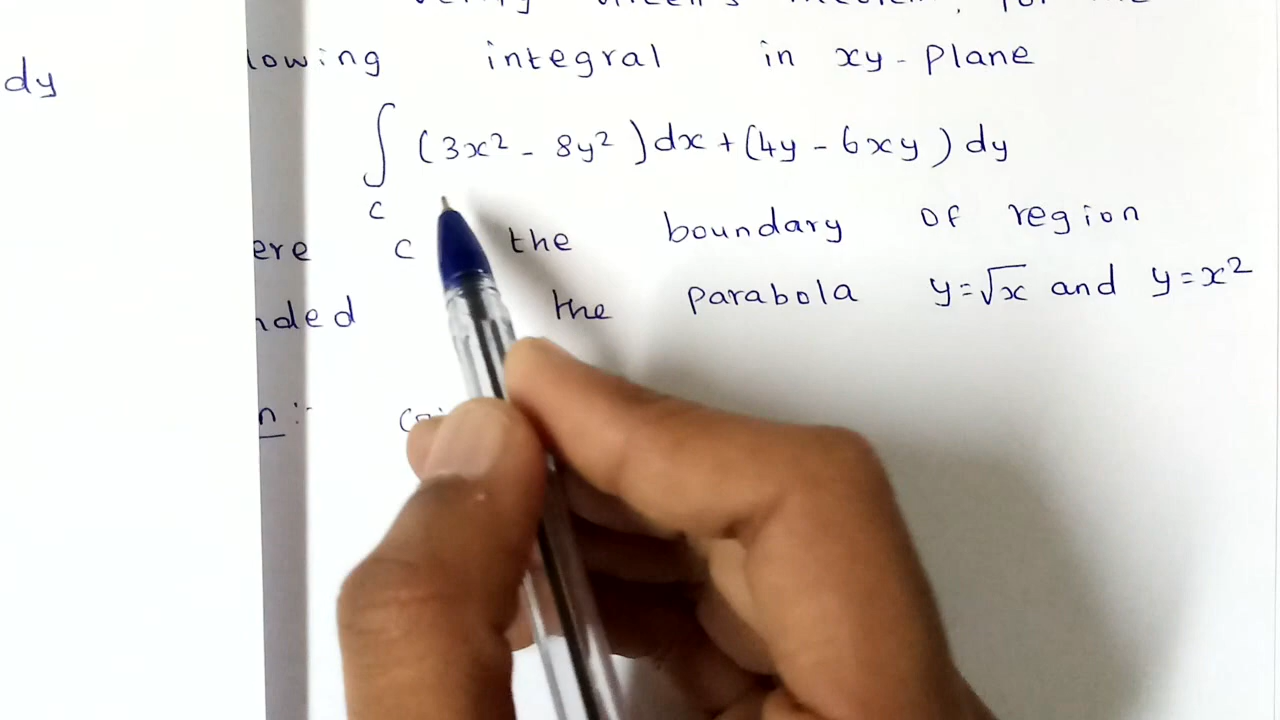 dy
lowing integral in xy - plane
∫ (3x² - 8y²) dx + (4y - 6xy) dy
c
ere c the boundary of region
nded the parabola y=√x and y=x²
n :-